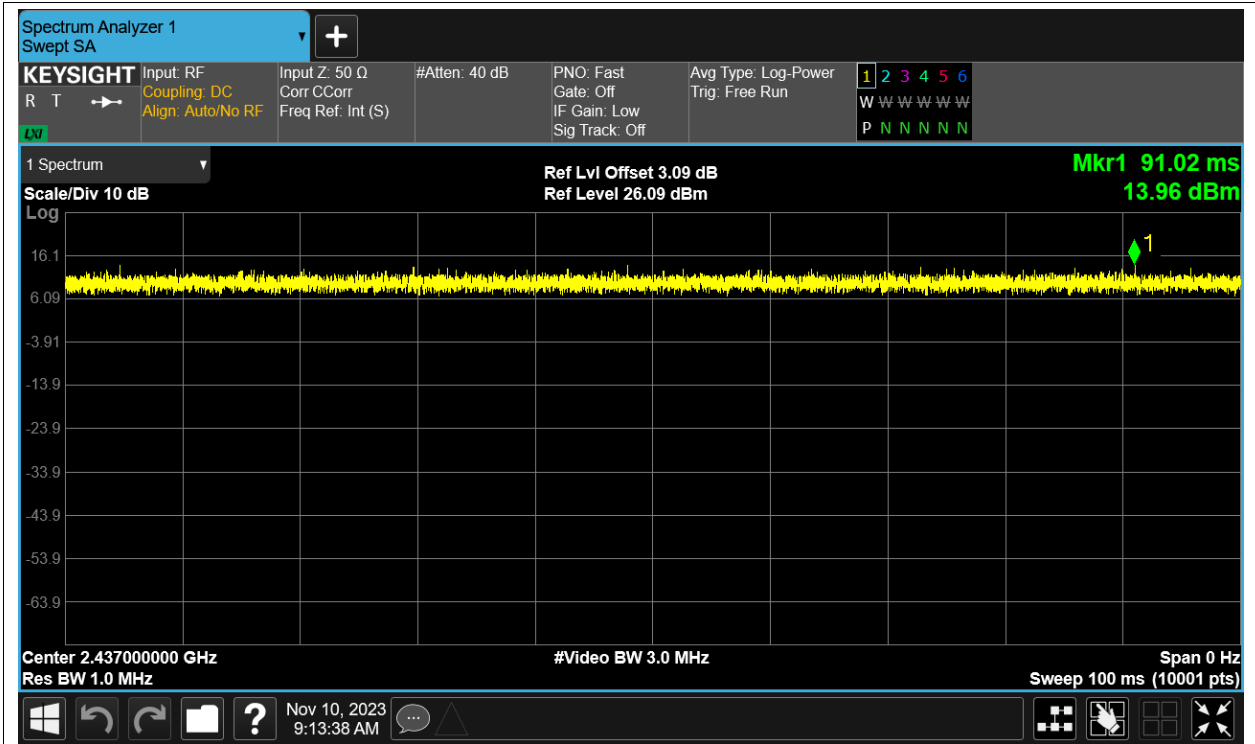 Spectrum Analyzer 1
Swept SA
+
KEYSIGHT
R T
LXI
Input: RF
Coupling: DC
Align: Auto/No RF
Input Z: 50 Ω
Corr CCorr
Freq Ref: Int (S)
#Atten: 40 dB
PNO: Fast
Gate: Off
IF Gain: Low
Sig Track: Off
Avg Type: Log-Power
Trig: Free Run
1 2 3 4 5 6
W W W W W W
P N N N N N
1 Spectrum
Scale/Div 10 dB
Log
Ref Lvl Offset 3.09 dB
Ref Level 26.09 dBm
Mkr1 91.02 ms
13.96 dBm
1
16.1
6.09
-3.91
-13.9
-23.9
-33.9
-43.9
-53.9
-63.9
Center 2.437000000 GHz
Res BW 1.0 MHz
#Video BW 3.0 MHz
Span 0 Hz
Sweep 100 ms (10001 pts)
?
Nov 10, 2023
9:13:38 AM